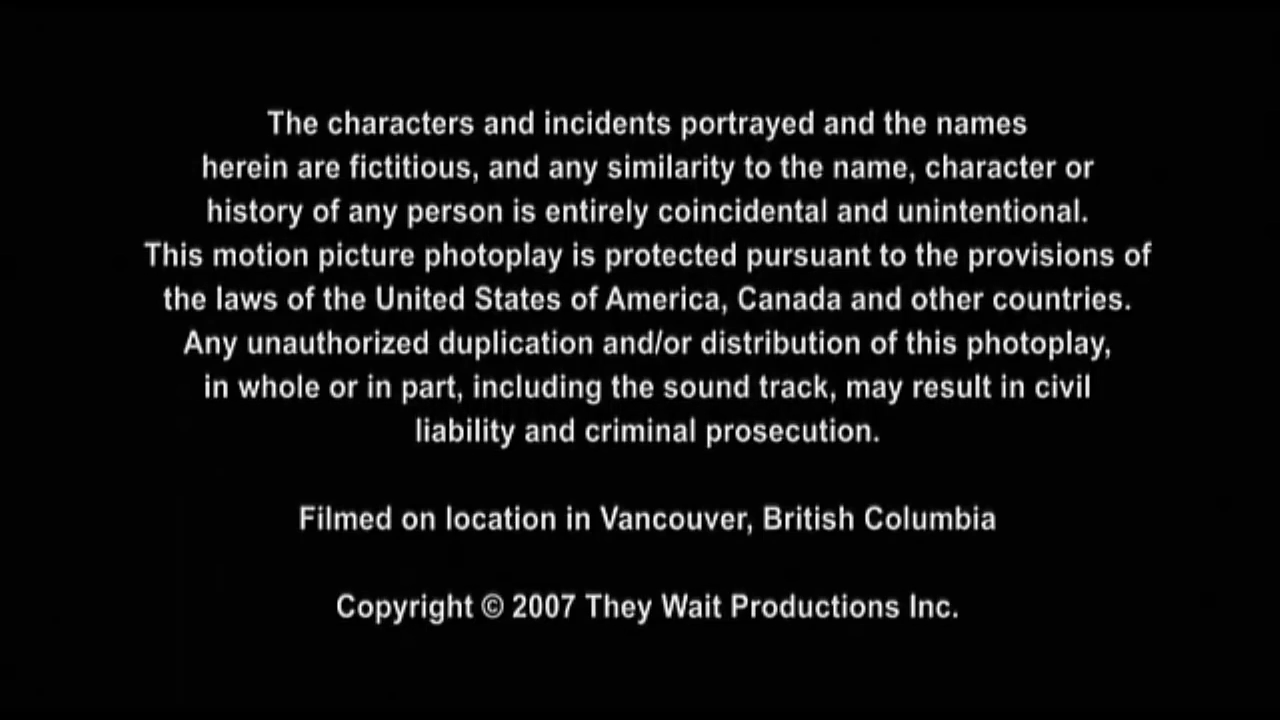 The characters and incidents portrayed and the names
herein are fictitious, and any similarity to the name, character or
history of any person is entirely coincidental and unintentional.
This motion picture photoplay is protected pursuant to the provisions of
the laws of the United States of America, Canada and other countries.
Any unauthorized duplication and/or distribution of this photoplay,
in whole or in part, including the sound track, may result in civil
liability and criminal prosecution.
Filmed on location in Vancouver, British Columbia
Copyright © 2007 They Wait Productions Inc.